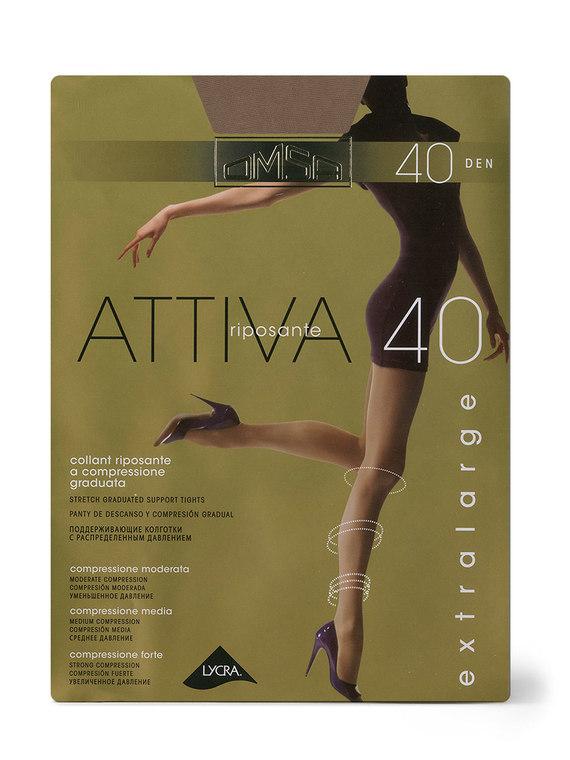 OMSA
40 DEN
ATTIVA 40
riposante
extralarge
collant riposante
a compressione
graduata
STRETCH GRADUATED SUPPORT TIGHTS
PANTY DE DESCANSO Y COMPRESIÓN GRADUAL
ПОДДЕРЖИВАЮЩИЕ КОЛГОТКИ
С РАСПРЕДЕЛЕННЫМ ДАВЛЕНИЕМ
compressione moderata
MODERATE COMPRESSION
COMPRESIÓN MODERADA
УМЕНЬШЕННОЕ ДАВЛЕНИЕ
compressione media
MEDIUM COMPRESSION
COMPRESIÓN MEDIA
СРЕДНЕЕ ДАВЛЕНИЕ
compressione forte
STRONG COMPRESSION
COMPRESIÓN FUERTE
УВЕЛИЧЕННОЕ ДАВЛЕНИЕ
LYCRA®